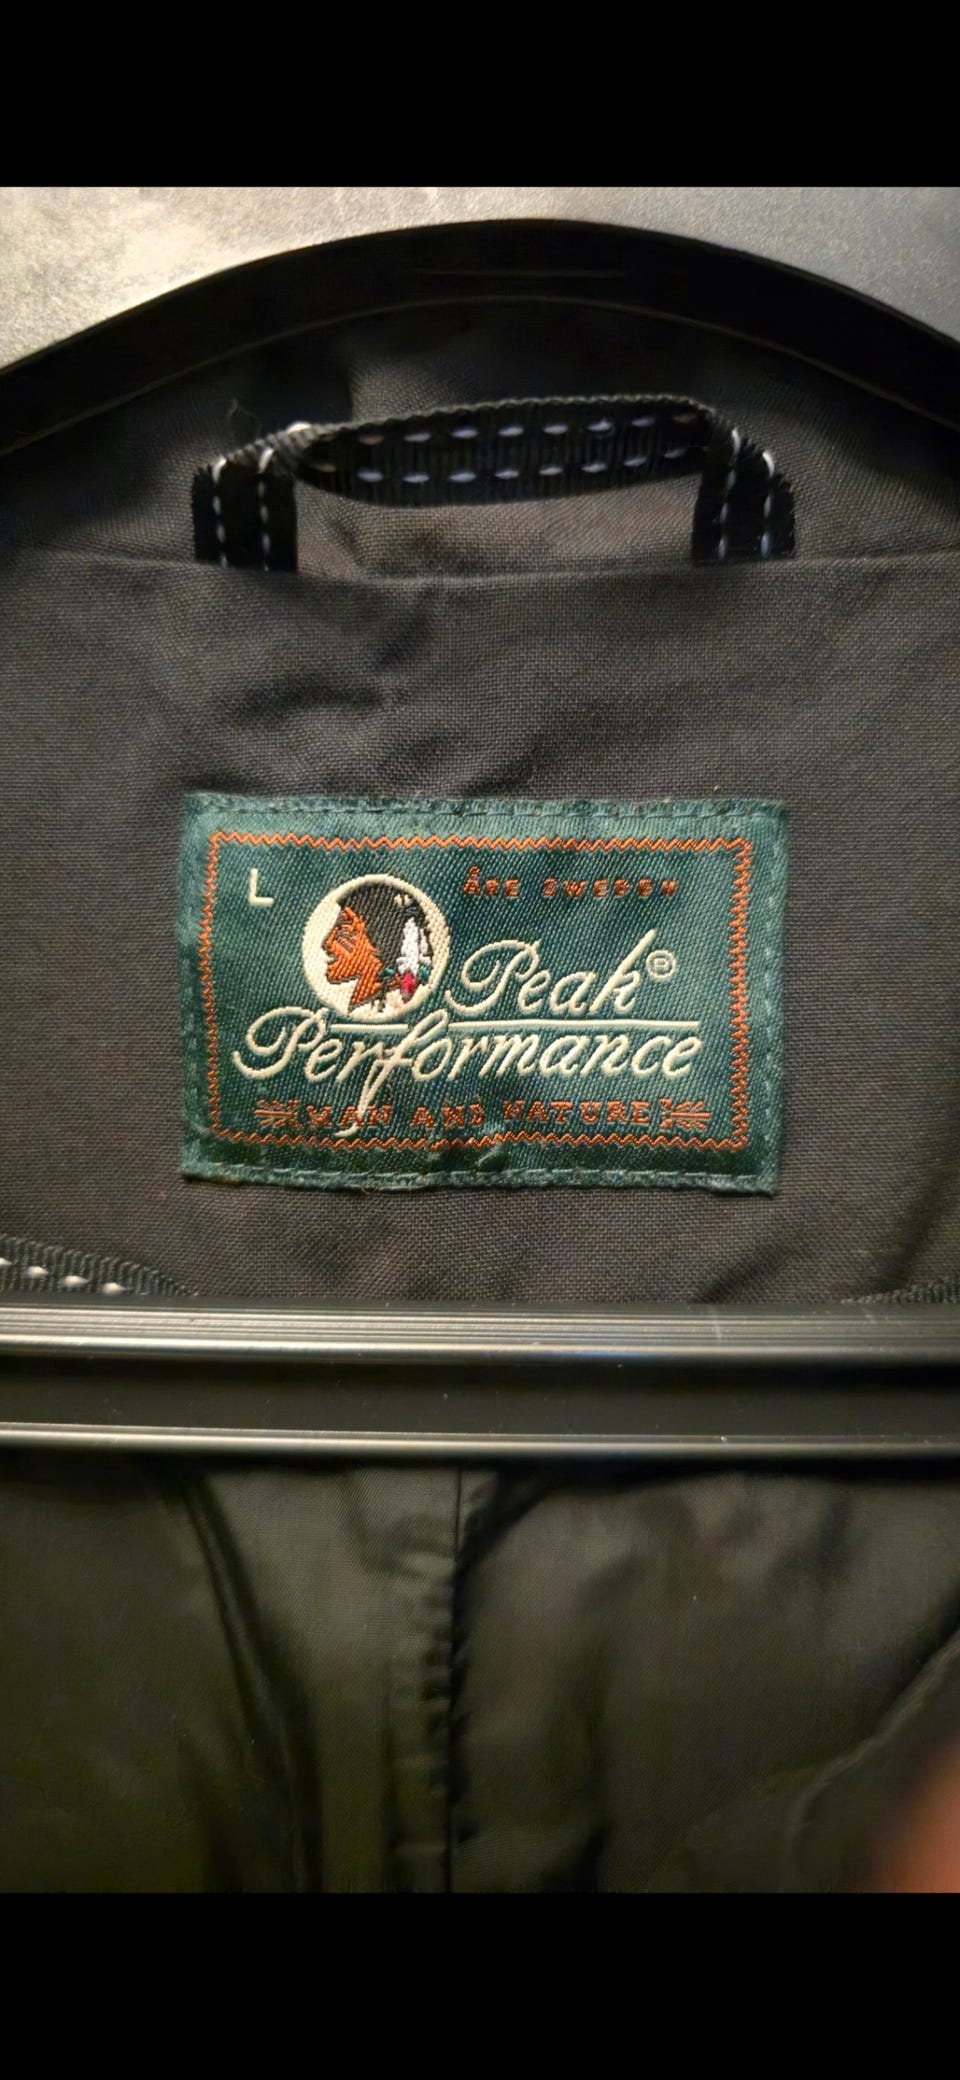 L
ÅRE SWEDEN
Peak®
Performance
MAN AND NATURE